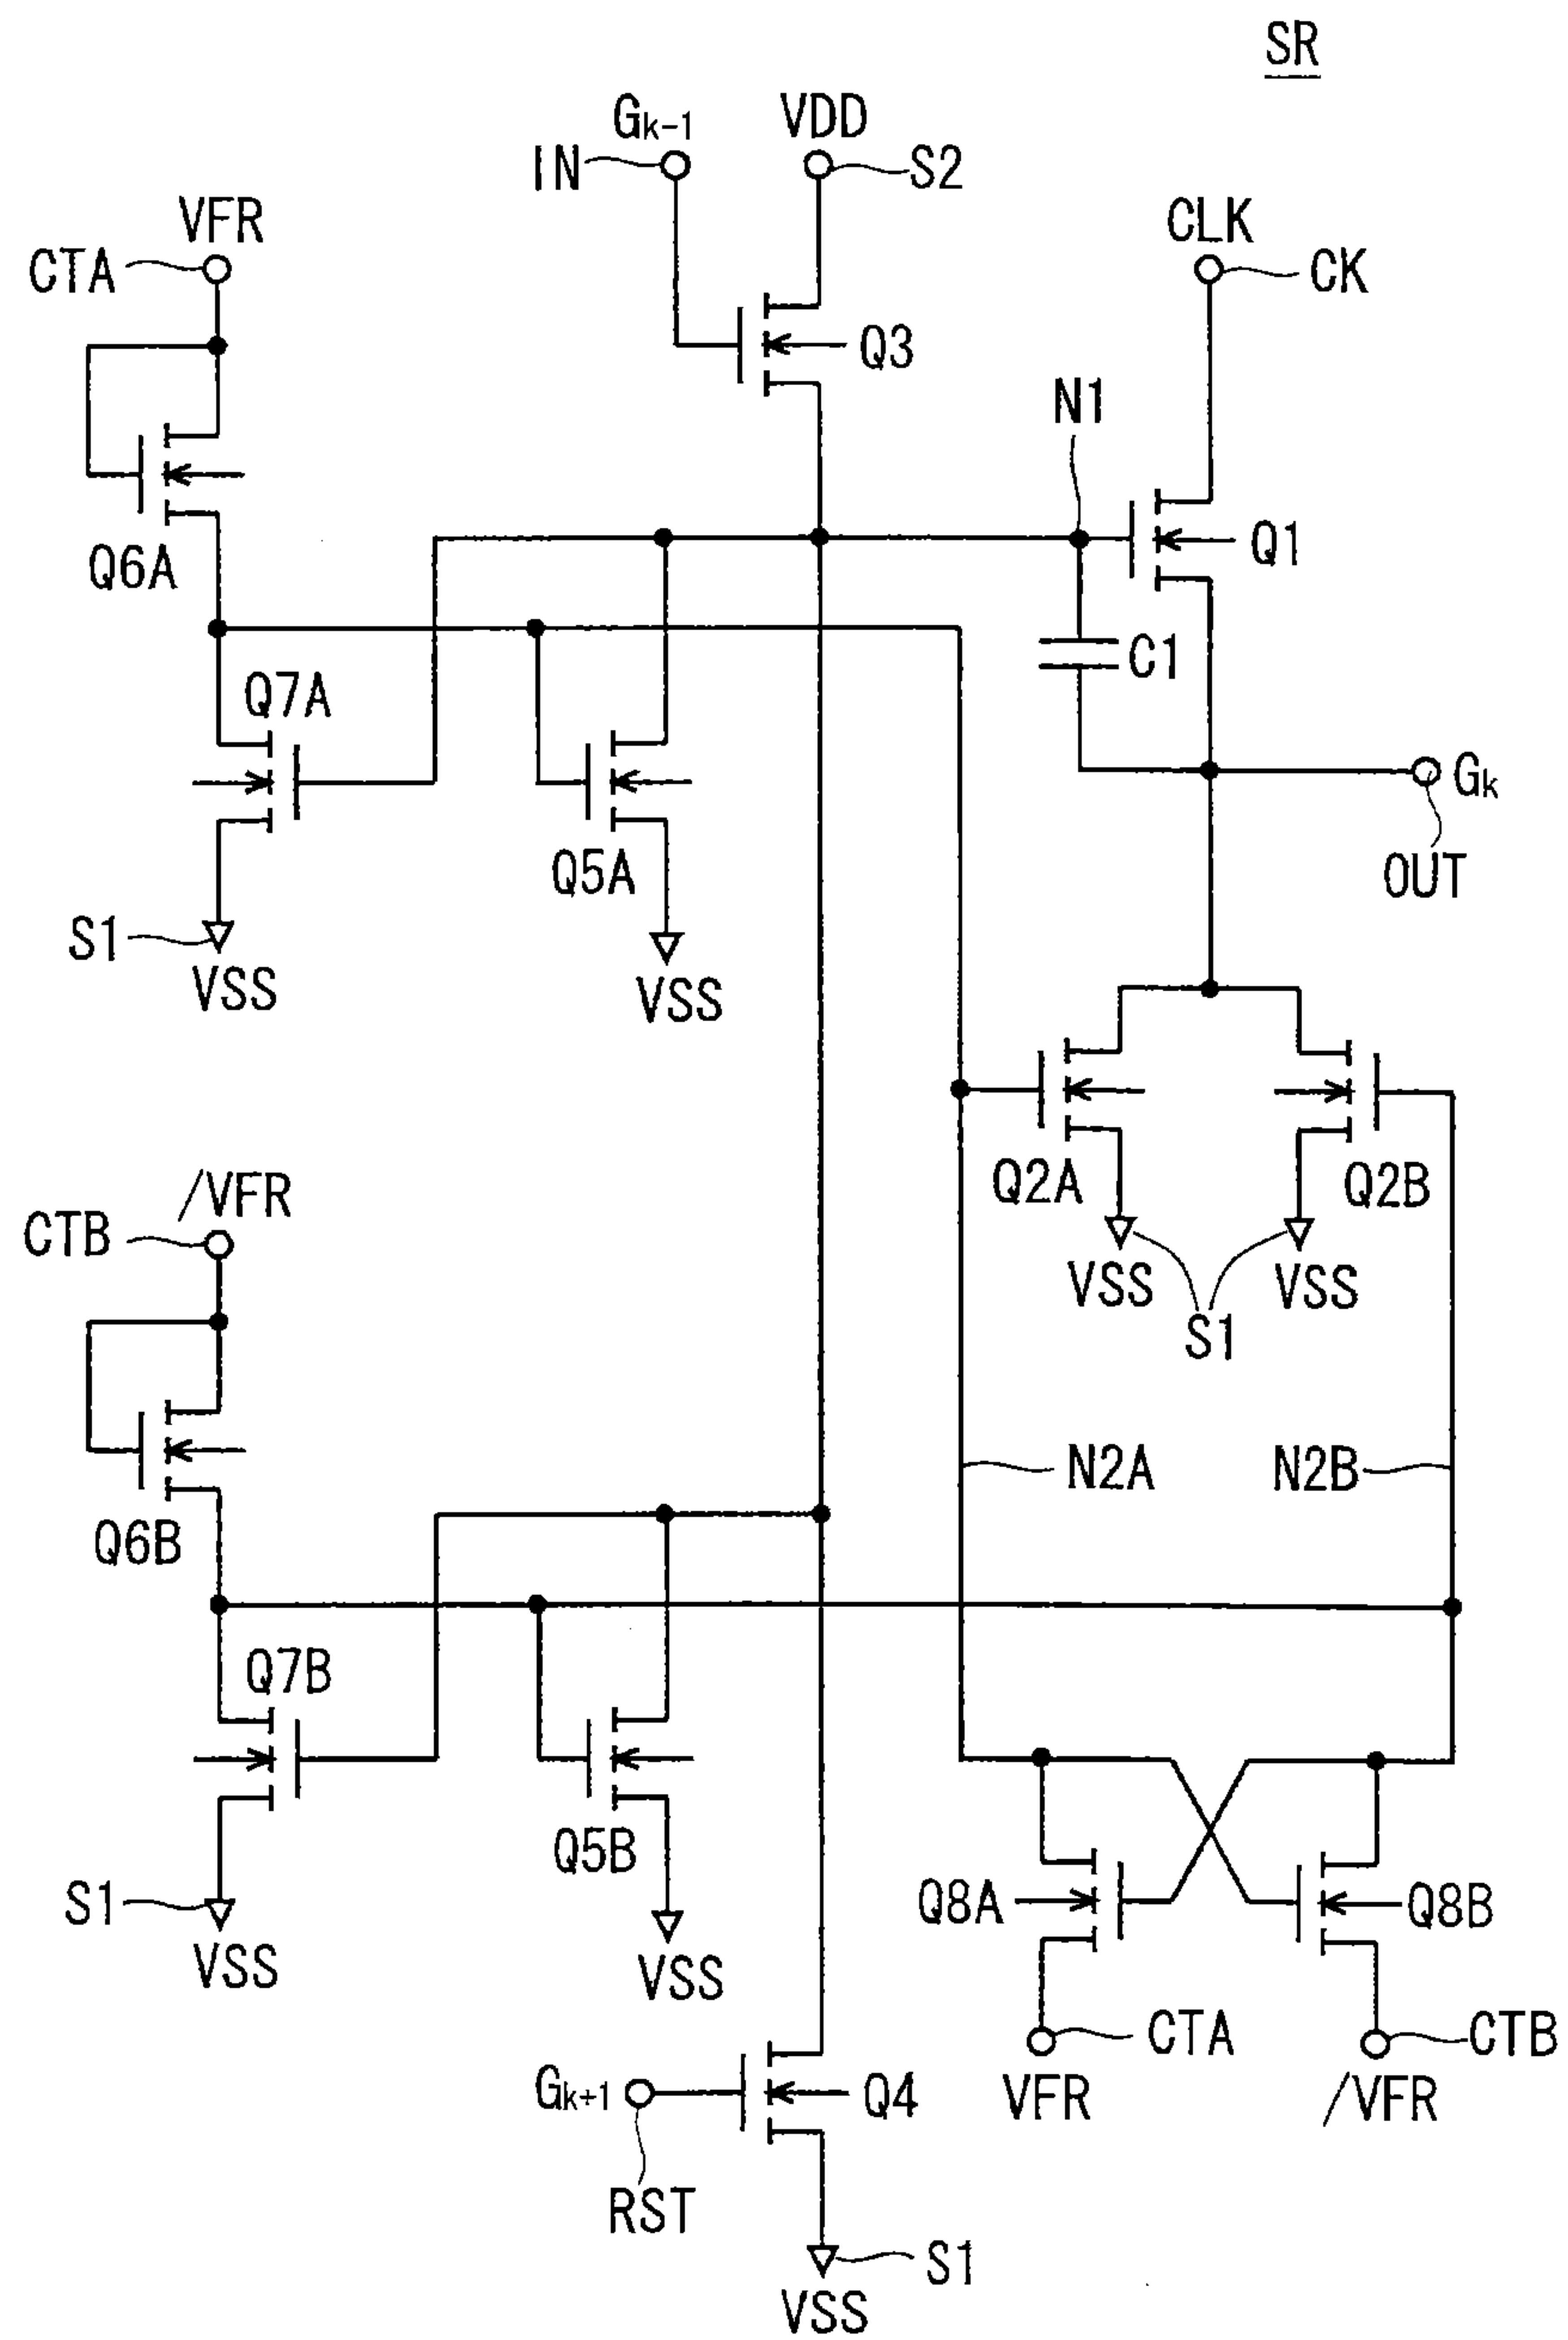 SR
Gk-1
VDD
IN
S2
VFR
CLK
CTA
CK
Q3
N1
Q1
Q6A
C1
Q7A
Gk
Q5A
OUT
S1
VSS
VSS
Q2A
Q2B
/VFR
CTB
VSS
VSS
S1
N2A
N2B
Q6B
Q7B
Q5B
Q8A
Q8B
S1
VSS
VSS
CTA
CTB
Gk+1
Q4
VFR
/VFR
RST
S1
VSS